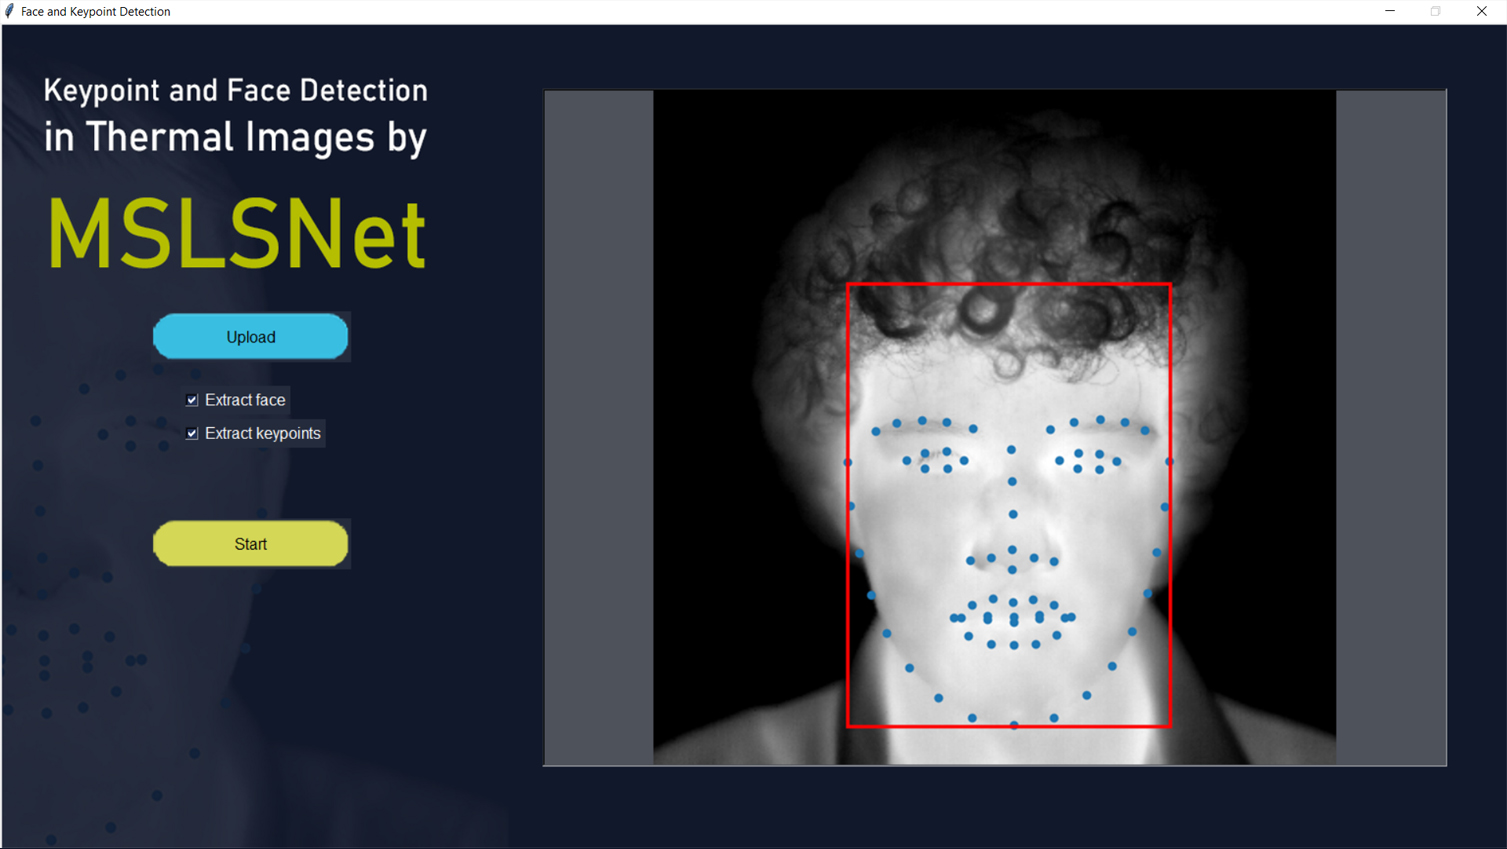 Face and Keypoint Detection
Keypoint and Face Detection
in Thermal Images by
MSLSNet
Upload
Extract face
Extract keypoints
Start